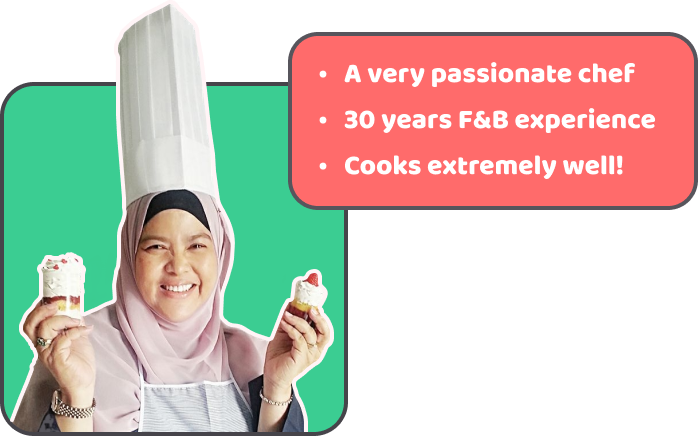 • A very passionate chef
• 30 years F&B experience
• Cooks extremely well!